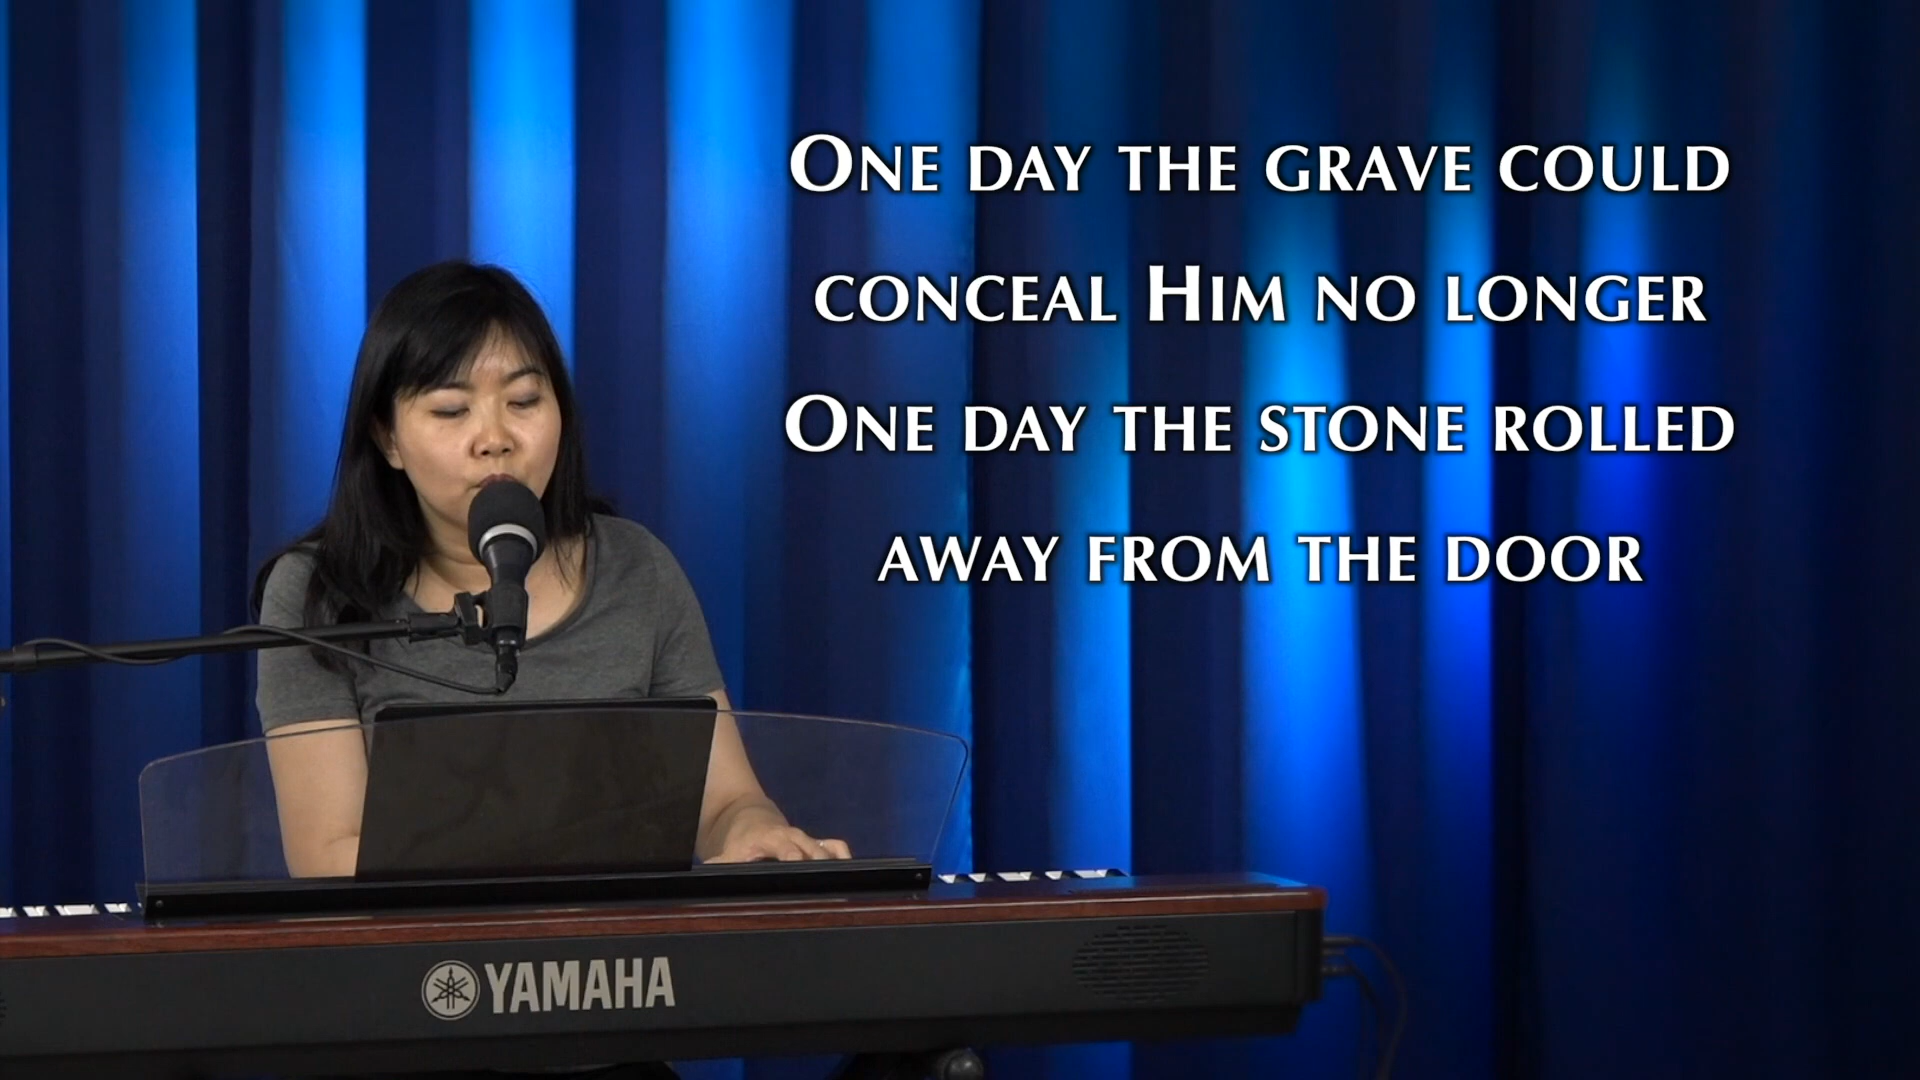 One day the grave could
conceal Him no longer
One day the stone rolled
away from the door
YAMAHA